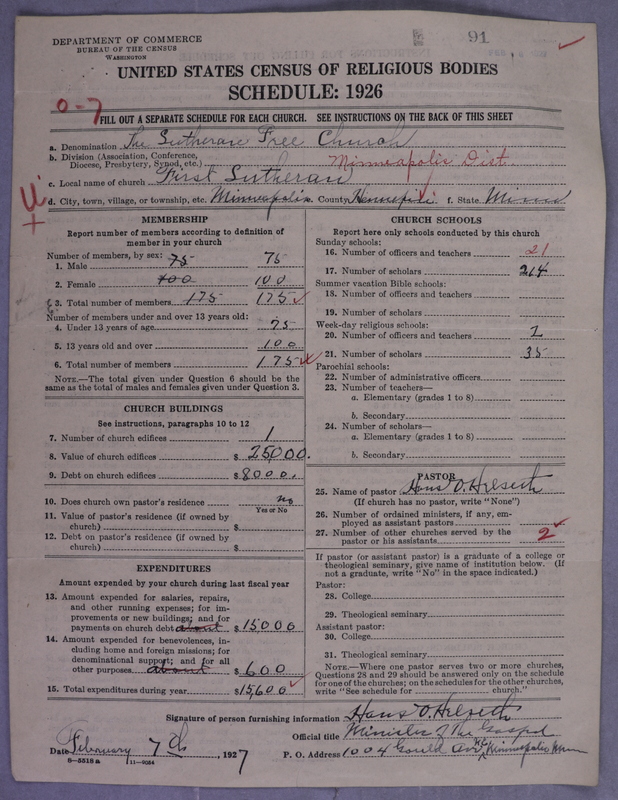 DEPARTMENT OF COMMERCE
BUREAU OF THE CENSUS
WASHINGTON
91
UNITED STATES CENSUS OF RELIGIOUS BODIES
SCHEDULE: 1926
0-7
FILL OUT A SEPARATE SCHEDULE FOR EACH CHURCH. SEE INSTRUCTIONS ON THE BACK OF THIS SHEET
a. Denomination The Lutheran Free Church
b. Division (Association, Conference,
Diocese, Presbytery, Synod, etc.) Minneapolis Dist.
c. Local name of church First Lutheran
d. City, town, village, or township, etc. Minneapolis e. County Hennepin f. State Minn
MEMBERSHIP
Report number of members according to definition of
member in your church
Number of members, by sex:
1. Male 75 75
2. Female 100 100
3. Total number of members 175 175
Number of members under and over 13 years old:
4. Under 13 years of age 75
5. 13 years old and over 100
6. Total number of members 175
NOTE.—The total given under Question 6 should be
the same as the total of males and females given under Question 3.
CHURCH BUILDINGS
See instructions, paragraphs 10 to 12
7. Number of church edifices 1
8. Value of church edifices $ 25000.
9. Debt on church edifices $ 8000.
10. Does church own pastor's residence no
Yes or No
11. Value of pastor's residence (if owned by
church) $
12. Debt on pastor's residence (if owned by
church) $
EXPENDITURES
Amount expended by your church during last fiscal year
13. Amount expended for salaries, repairs,
and other running expenses; for im-
provements or new buildings; and for
payments on church debt about $ 15000
14. Amount expended for benevolences, in-
cluding home and foreign missions; for
denominational support; and for all
other purposes about $ 600
15. Total expenditures during year $ 15,600
CHURCH SCHOOLS
Report here only schools conducted by this church
Sunday schools:
16. Number of officers and teachers 21
17. Number of scholars 214
Summer vacation Bible schools:
18. Number of officers and teachers
19. Number of scholars
Week-day religious schools:
20. Number of officers and teachers 1
21. Number of scholars 35
Parochial schools:
22. Number of administrative officers
23. Number of teachers—
a. Elementary (grades 1 to 8)
b. Secondary
24. Number of scholars—
a. Elementary (grades 1 to 8)
b. Secondary
PASTOR
25. Name of pastor Hans O. Helseth
(If church has no pastor, write "None")
26. Number of ordained ministers, if any, em-
ployed as assistant pastors
27. Number of other churches served by the
pastor or his assistants 2
If pastor (or assistant pastor) is a graduate of a college or
theological seminary, give name of institution below. (If
not a graduate, write "No" in the space indicated.)
Pastor:
28. College
29. Theological seminary
Assistant pastor:
30. College
31. Theological seminary
NOTE.—Where one pastor serves two or more churches,
Questions 28 and 29 should be answered only on the schedule
for one of the churches; on the schedules for the other churches,
write "See schedule for church."
Signature of person furnishing information Hans O. Helseth
Official title Minister of The Gospel
Date February 7th, 1927 P. O. Address 1004 Gould Ave N.E. Minneapolis Minn
6-5518a 11-9054